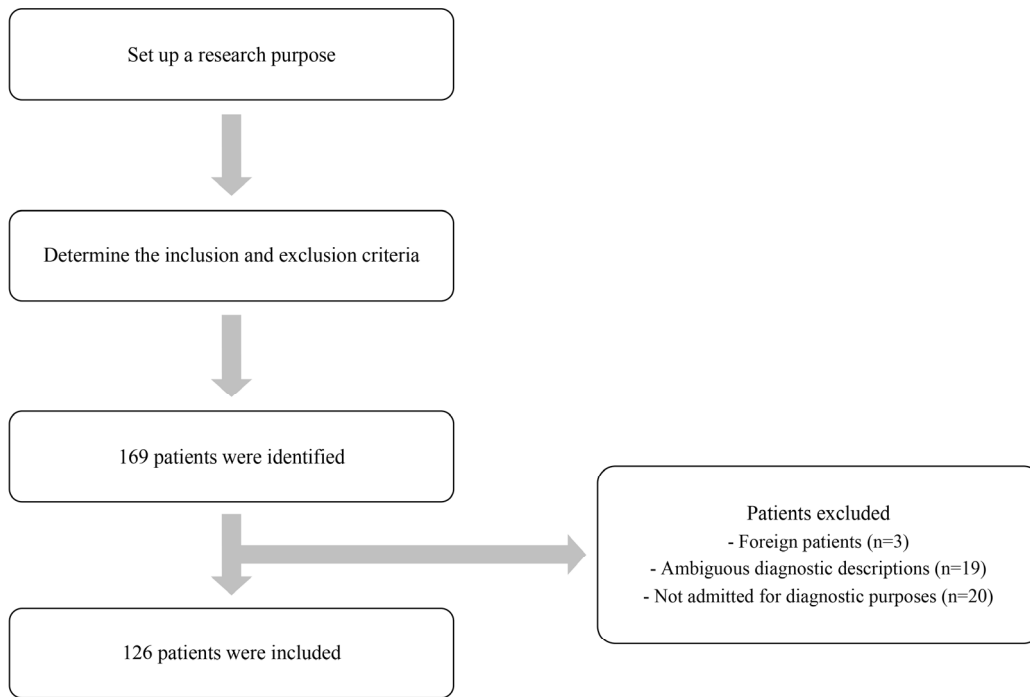 Set up a research purpose
Determine the inclusion and exclusion criteria
169 patients were identified
Patients excluded
- Foreign patients (n=3)
- Ambiguous diagnostic descriptions (n=19)
- Not admitted for diagnostic purposes (n=20)
126 patients were included